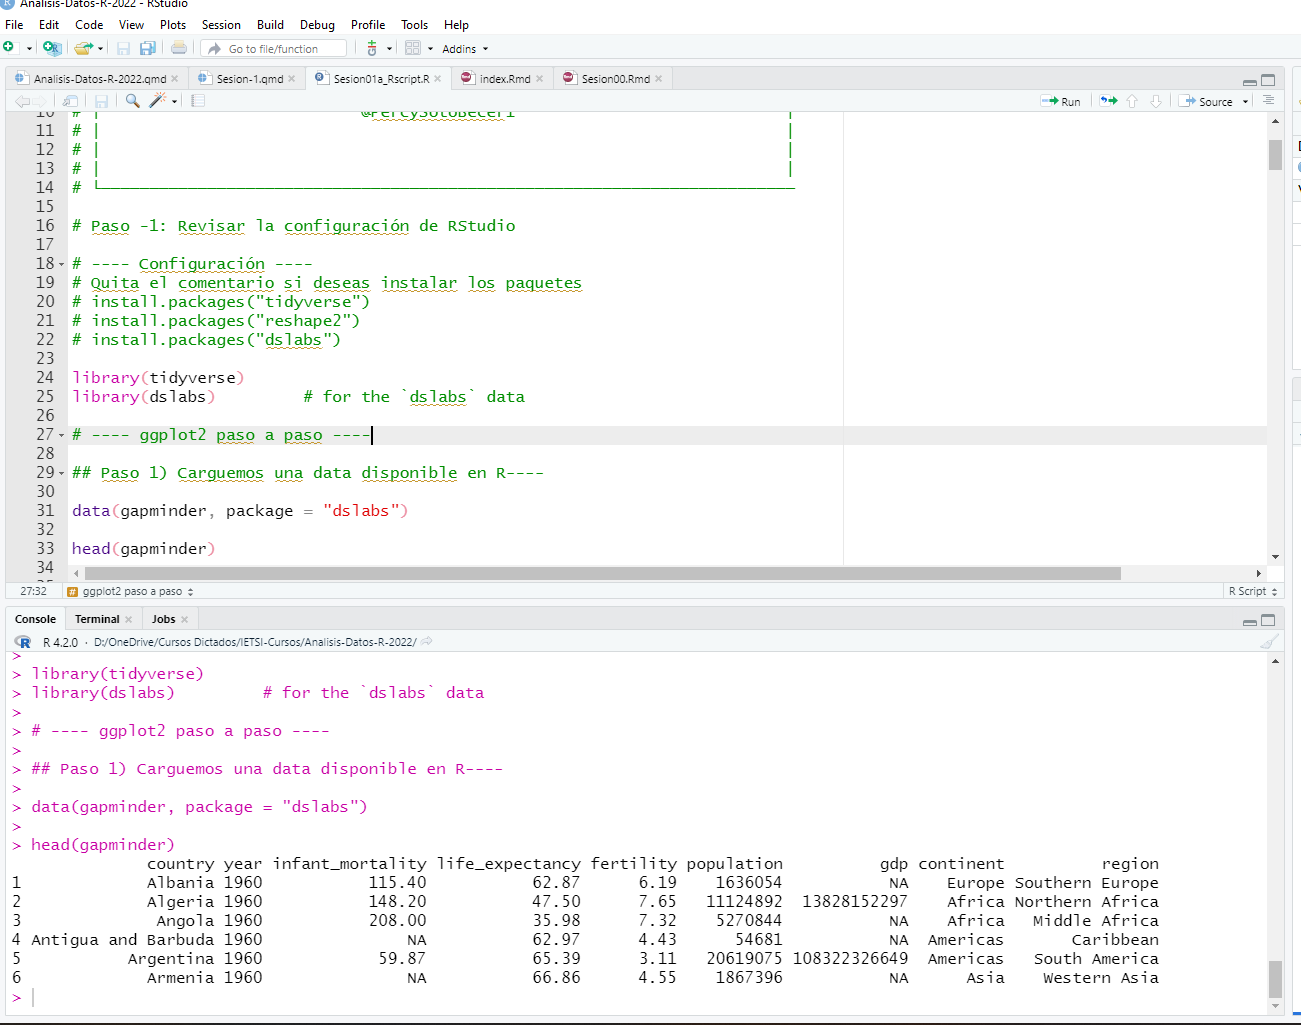 Analisis-Datos-R-2022 - RStudio
File Edit Code View Plots Session Build Debug Profile Tools Help
Go to file/function Addins
Analisis-Datos-R-2022.qmd Sesion-1.qmd Sesion01a_Rscript.R index.Rmd Sesion00.Rmd
Run Source
10 # | @PercySotoBecerr |
11 # | |
12 # | |
13 # | |
14 #
15
16 # Paso -1: Revisar la configuración de RStudio
17
18 # ---- Configuración ----
19 # Quita el comentario si deseas instalar los paquetes
20 # install.packages("tidyverse")
21 # install.packages("reshape2")
22 # install.packages("dslabs")
23
24 library(tidyverse)
25 library(dslabs) # for the `dslabs` data
26
27 # ---- ggplot2 paso a paso ----
28
29 ## Paso 1) Carguemos una data disponible en R----
30
31 data(gapminder, package = "dslabs")
32
33 head(gapminder)
34
27:32 # ggplot2 paso a paso R Script
Console Terminal Jobs
R 4.2.0 · D:/OneDrive/Cursos Dictados/IETSI-Cursos/Analisis-Datos-R-2022/
>
> library(tidyverse)
> library(dslabs) # for the `dslabs` data
>
> # ---- ggplot2 paso a paso ----
>
> ## Paso 1) Carguemos una data disponible en R----
>
> data(gapminder, package = "dslabs")
>
> head(gapminder)
country year infant_mortality life_expectancy fertility population gdp continent region
1 Albania 1960 115.40 62.87 6.19 1636054 NA Europe Southern Europe
2 Algeria 1960 148.20 47.50 7.65 11124892 13828152297 Africa Northern Africa
3 Angola 1960 208.00 35.98 7.32 5270844 NA Africa Middle Africa
4 Antigua and Barbuda 1960 NA 62.97 4.43 54681 NA Americas Caribbean
5 Argentina 1960 59.87 65.39 3.11 20619075 108322326649 Americas South America
6 Armenia 1960 NA 66.86 4.55 1867396 NA Asia Western Asia
>